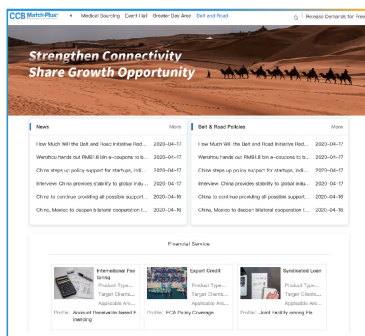 CCB Match Plus
Medical Sourcing Event Hall Greater Bay Area Belt and Road
Release Demands for Free
Strengthen Connectivity
Share Growth Opportunity
News More
How Much Will the Belt and Road Initiative Red... 2020-04-17
Wenzhou hands out RMB1.8 bln e-coupons to b... 2020-04-17
China steps up policy support for startups, indi... 2020-04-17
Interview: China provides stability to global indu... 2020-04-17
China to continue providing all possible support... 2020-04-16
China, Mexico to deepen bilateral cooperation t... 2020-04-16
Belt & Road Policies More
How Much Will the Belt and Road Initiative Red... 2020-04-17
Wenzhou hands out RMB1.8 bln e-coupons to b... 2020-04-17
China steps up policy support for startups, indi... 2020-04-17
Interview: China provides stability to global indu... 2020-04-17
China to continue providing all possible support... 2020-04-16
China, Mexico to deepen bilateral cooperation t... 2020-04-16
Financial Service
International Fac
toring
Product Type...
Target Clients...
Applicable Are...
Profile: Account Receivable based F
inancing
Export Credit
Product Type...
Target Clients...
Applicable Are...
Profile: ECA Policy Coverage
Syndicated Loan
Product Type...
Target Clients...
Applicable Are...
Profile: Joint Facility among FIs